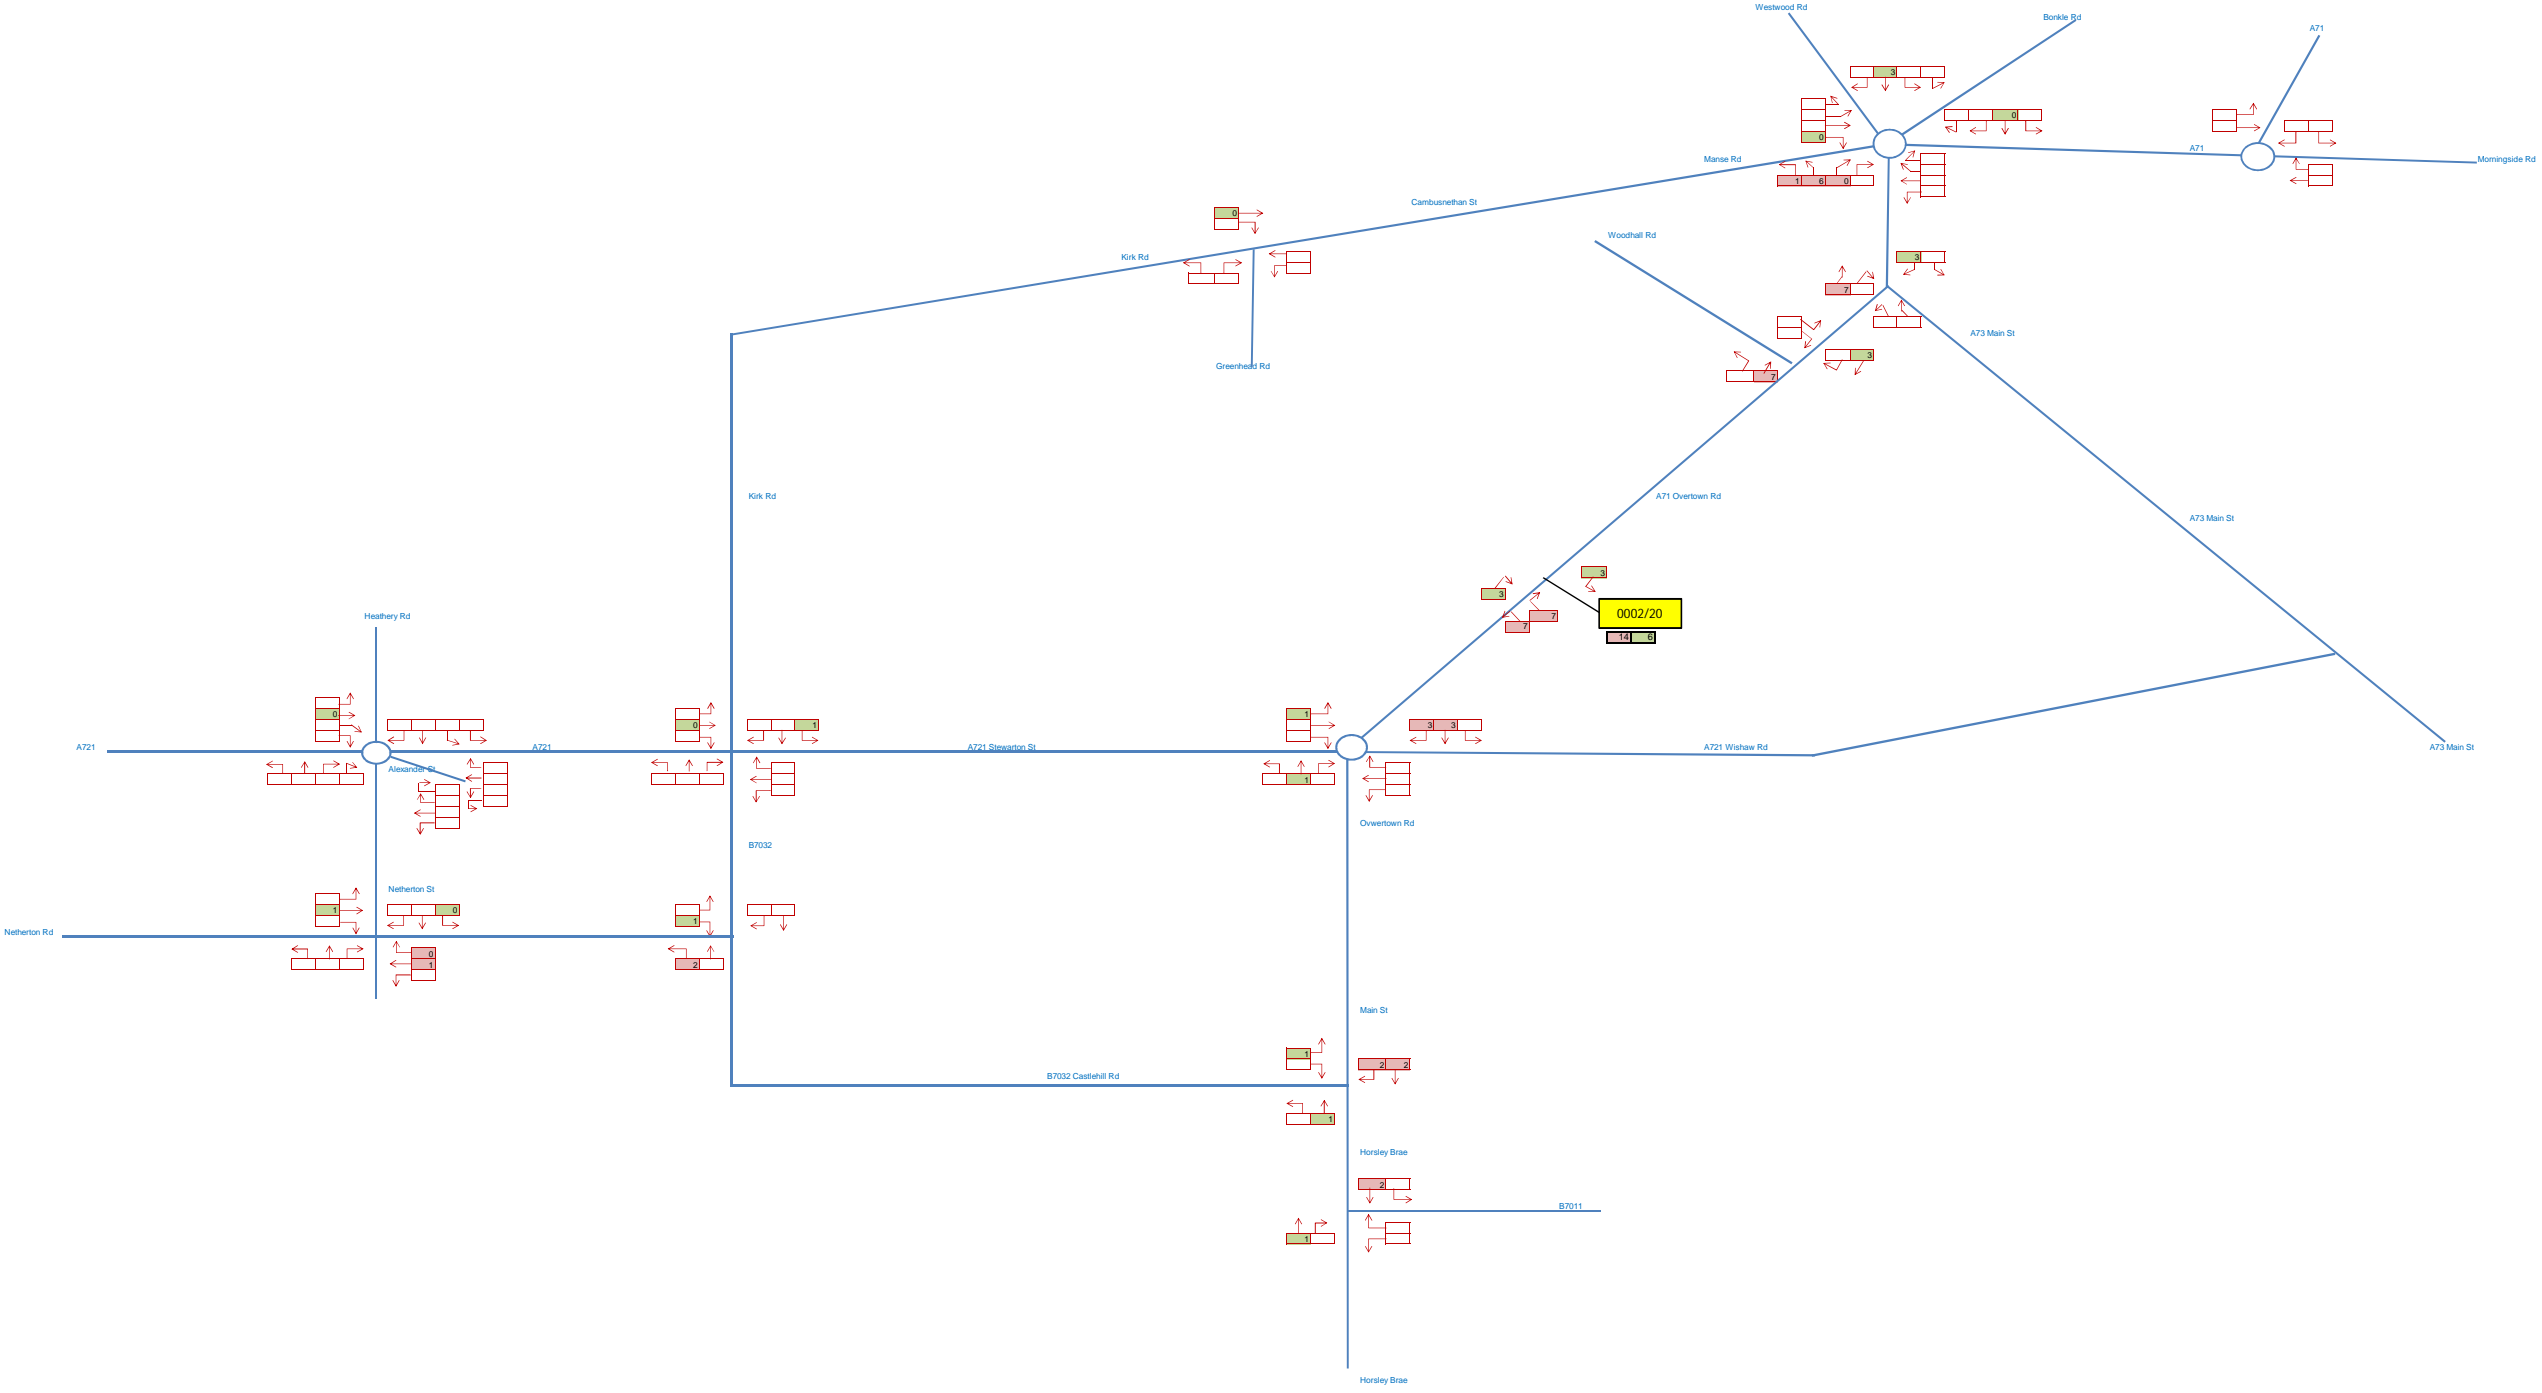 Westwood Rd
Bonkle Rd
A71
3
0
0
Manse Rd
A71
Morningside Rd
1 6 0
Cambusnethan St
0
Woodhall Rd
Kirk Rd
3
7
A73 Main St
3
Greenhead Rd
7
Kirk Rd
A71 Overtown Rd
A73 Main St
3
3
0002/20
7
7
14 6
Heathery Rd
0
0
1
1
3 3
A721
A721
A721 Stewarton St
A721 Wishaw Rd
A73 Main St
Alexander St
1
Ovwertown Rd
B7032
Netherton St
1
0
1
Netherton Rd
0
1
2
Main St
1
2 2
B7032 Castlehill Rd
1
Horsley Brae
2
B7011
1
Horsley Brae